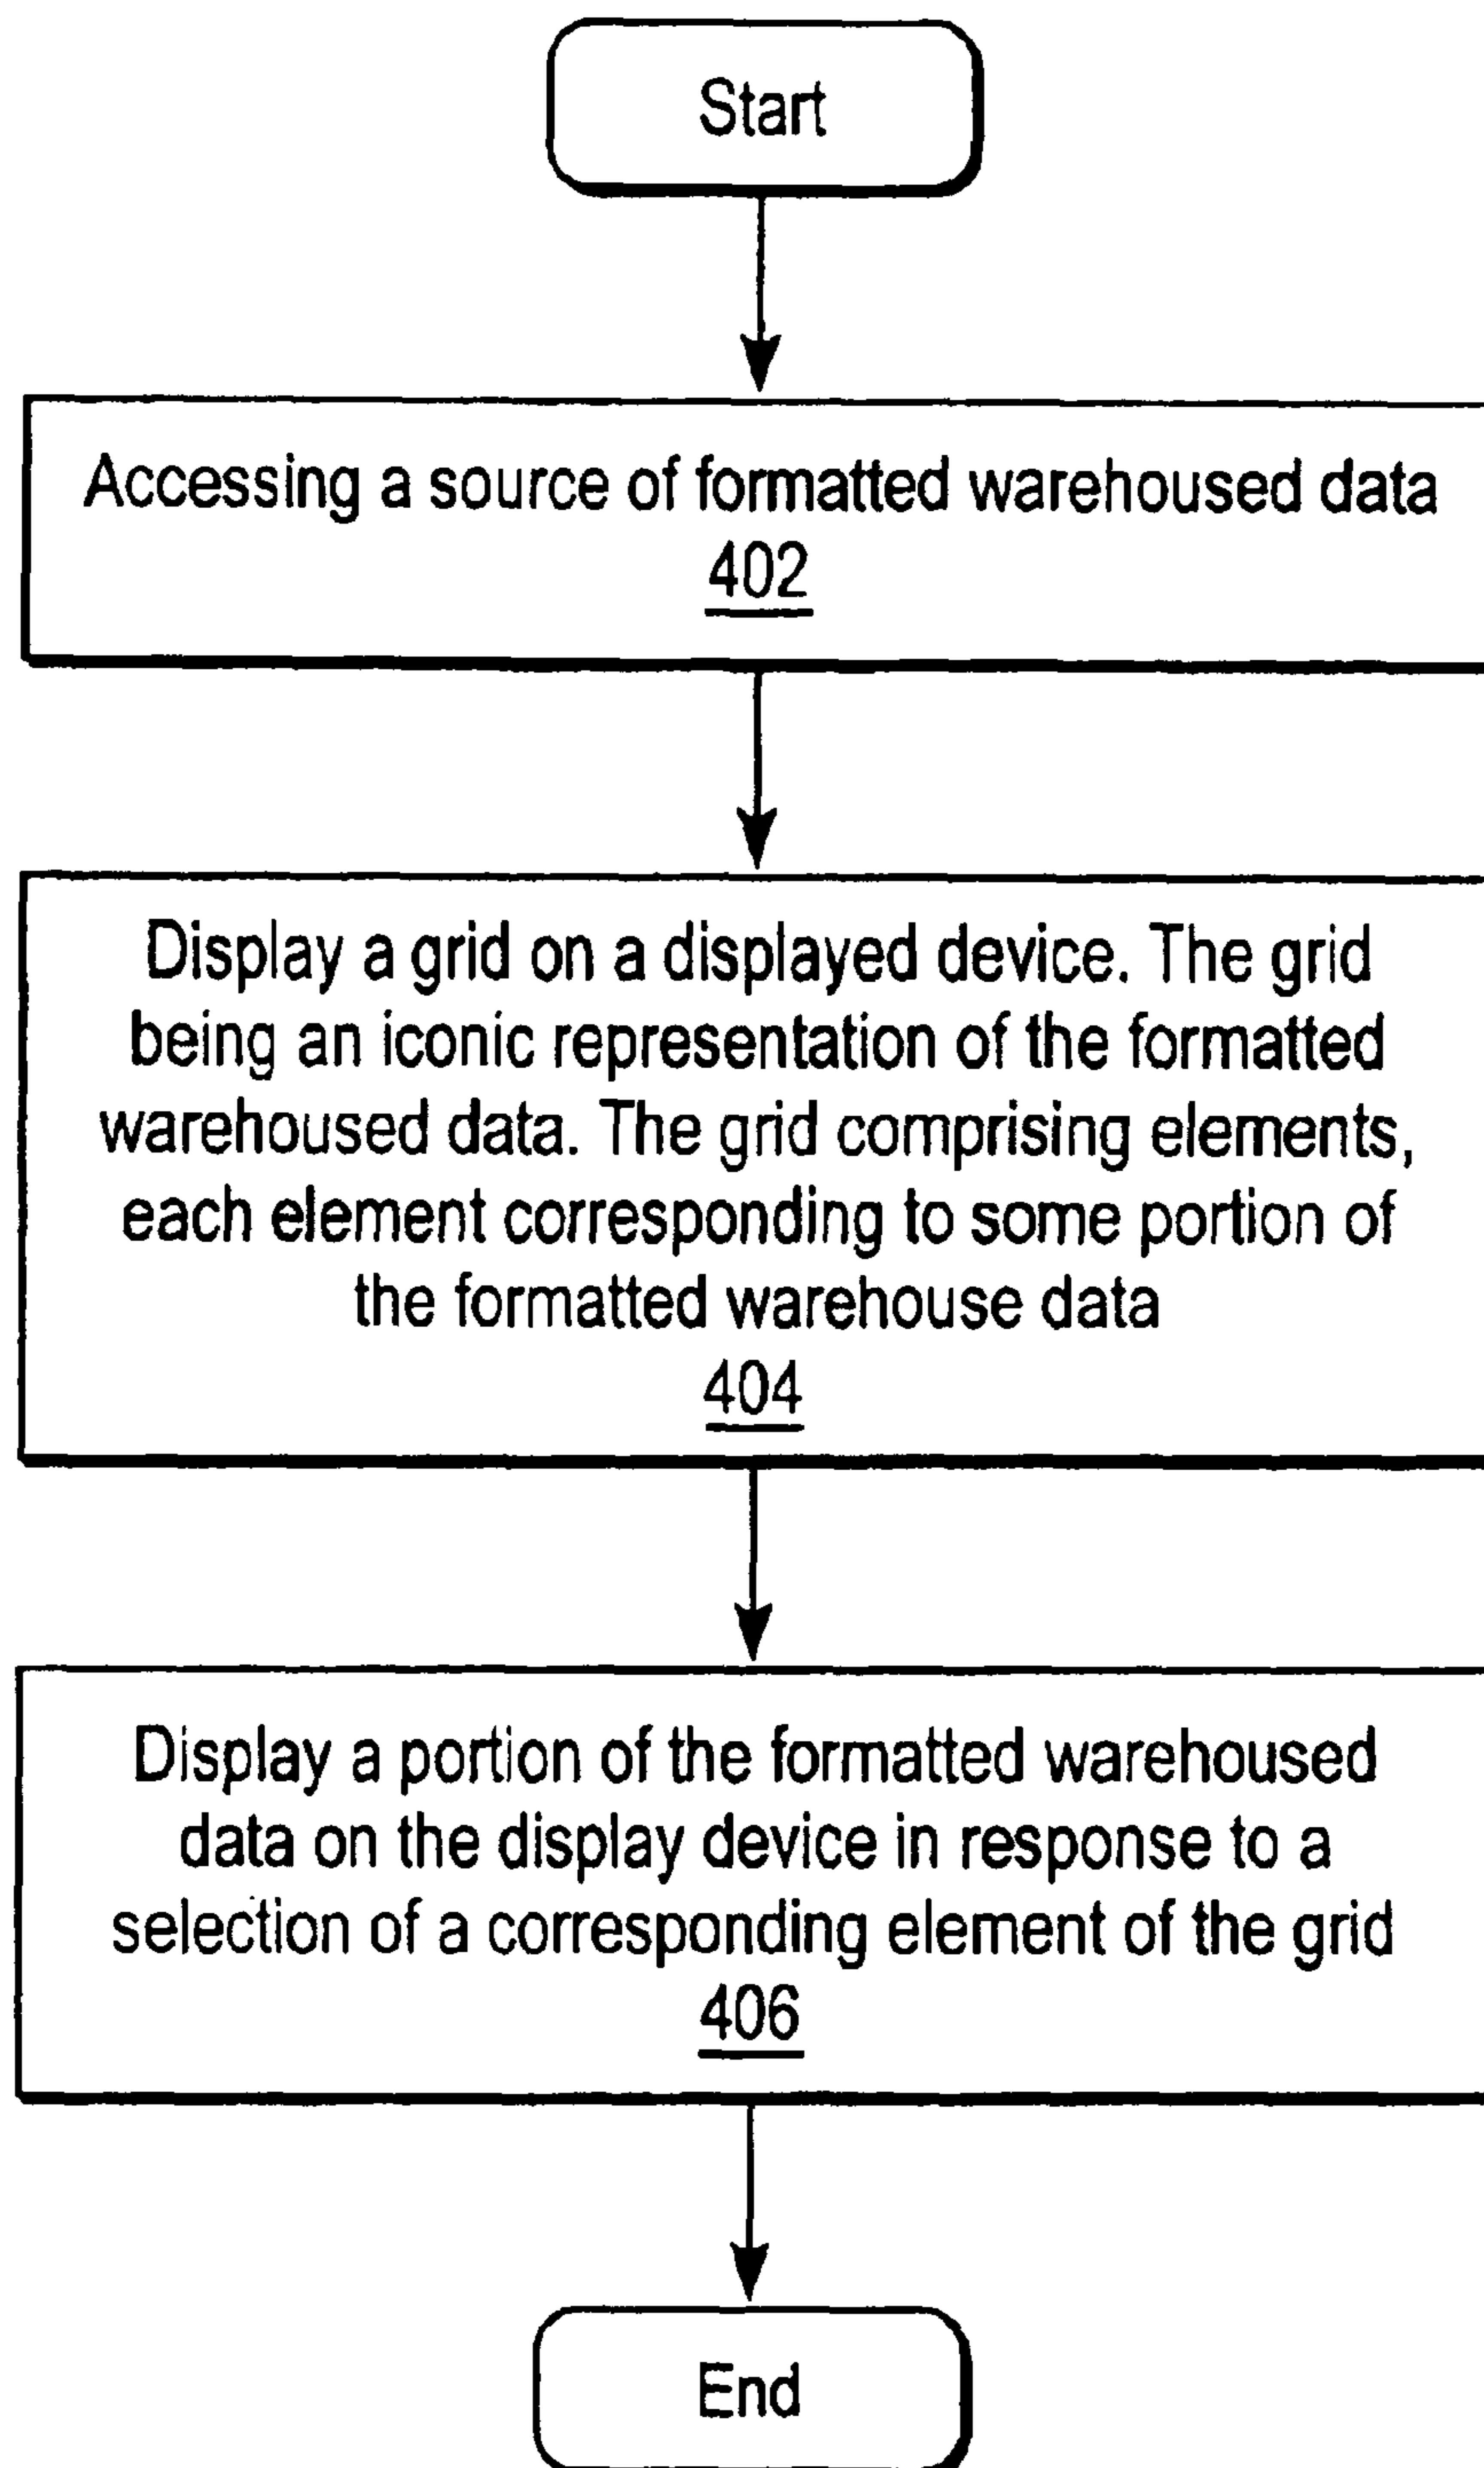 Start
Accessing a source of formatted warehoused data
402
Display a grid on a displayed device. The grid
being an iconic representation of the formatted
warehoused data. The grid comprising elements,
each element corresponding to some portion of
the formatted warehouse data
404
Display a portion of the formatted warehoused
data on the display device in response to a
selection of a corresponding element of the grid
406
End